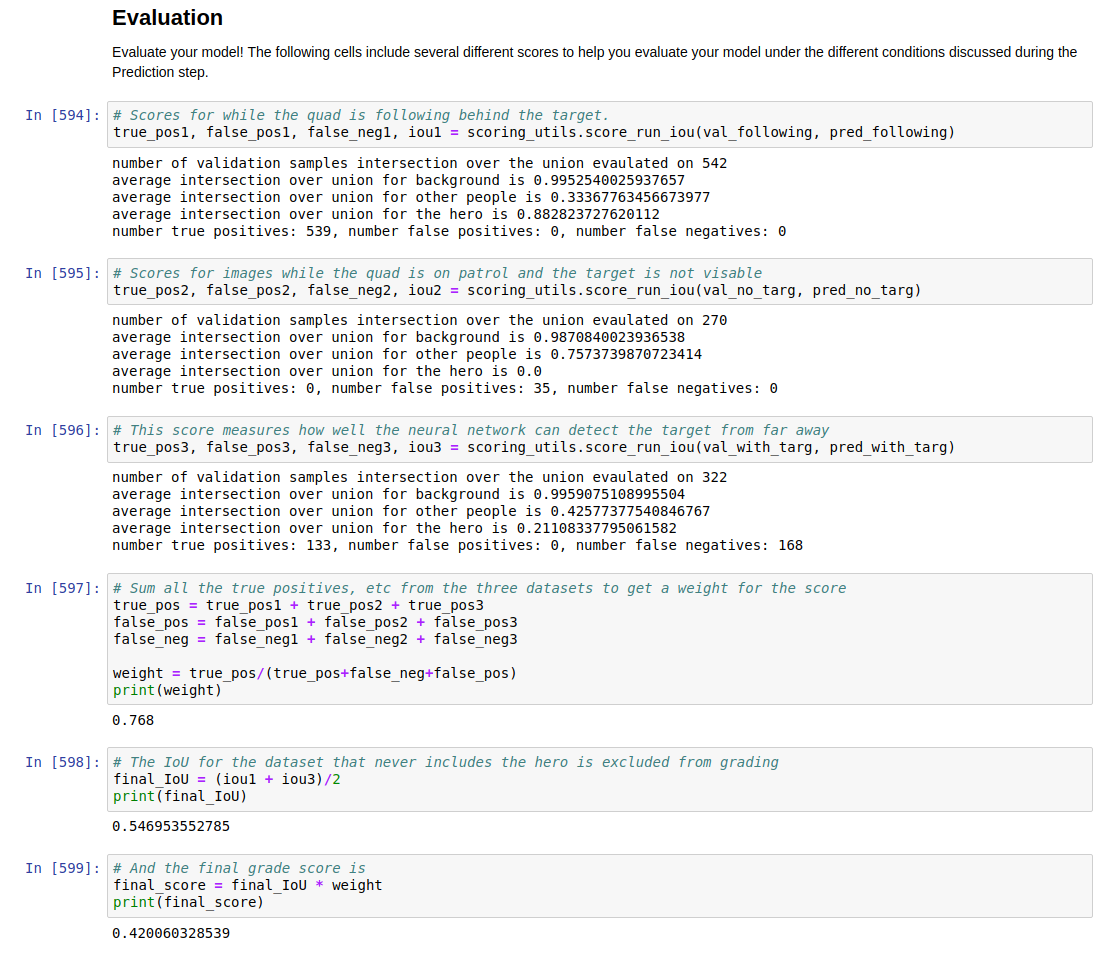 Evaluation
Evaluate your model! The following cells include several different scores to help you evaluate your model under the different conditions discussed during the
Prediction step.
In [594]:
# Scores for while the quad is following behind the target.
true_pos1, false_pos1, false_neg1, iou1 = scoring_utils.score_run_iou(val_following, pred_following)
number of validation samples intersection over the union evaulated on 542
average intersection over union for background is 0.9952540025937657
average intersection over union for other people is 0.33367763456673977
average intersection over union for the hero is 0.882823727620112
number true positives: 539, number false positives: 0, number false negatives: 0
In [595]:
# Scores for images while the quad is on patrol and the target is not visable
true_pos2, false_pos2, false_neg2, iou2 = scoring_utils.score_run_iou(val_no_targ, pred_no_targ)
number of validation samples intersection over the union evaulated on 270
average intersection over union for background is 0.9870840023936538
average intersection over union for other people is 0.7573739870723414
average intersection over union for the hero is 0.0
number true positives: 0, number false positives: 35, number false negatives: 0
In [596]:
# This score measures how well the neural network can detect the target from far away
true_pos3, false_pos3, false_neg3, iou3 = scoring_utils.score_run_iou(val_with_targ, pred_with_targ)
number of validation samples intersection over the union evaulated on 322
average intersection over union for background is 0.9959075108995504
average intersection over union for other people is 0.42577377540846767
average intersection over union for the hero is 0.21108337795061582
number true positives: 133, number false positives: 0, number false negatives: 168
In [597]:
# Sum all the true positives, etc from the three datasets to get a weight for the score
true_pos = true_pos1 + true_pos2 + true_pos3
false_pos = false_pos1 + false_pos2 + false_pos3
false_neg = false_neg1 + false_neg2 + false_neg3
weight = true_pos/(true_pos+false_neg+false_pos)
print(weight)
0.768
In [598]:
# The IoU for the dataset that never includes the hero is excluded from grading
final_IoU = (iou1 + iou3)/2
print(final_IoU)
0.546953552785
In [599]:
# And the final grade score is
final_score = final_IoU * weight
print(final_score)
0.420060328539